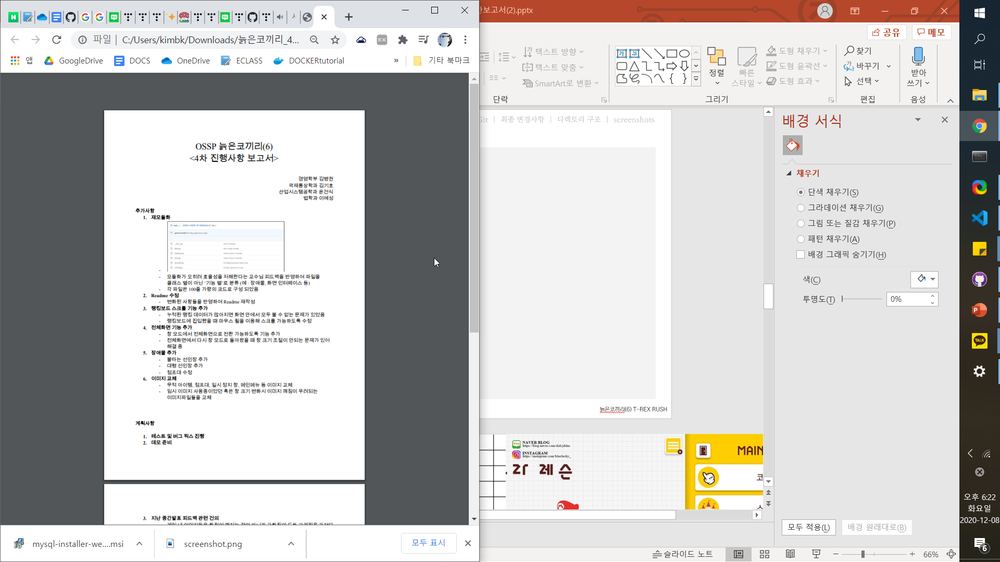 파일 | C:/Users/kimbk/Downloads/늙은코끼리_4...
앱 GoogleDrive DOCS OneDrive ECLASS DOCKERtutorial » 기타 북마크
OSSP 늙은코끼리(6)
<4차 진행사항 보고서>
경영학부 김병권
국제통상학과 김기호
산업시스템공학과 윤건식
법학과 이예성
추가사항
1. 재모듈화
- 모듈화가 오히려 효율성을 저해한다는 교수님 피드백을 반영하여 파일을
클래스 별이 아닌 '기능 별'로 분류 (예 : 장애물, 화면 인터페이스 등)
- 각 파일은 100줄 가량의 코드로 구성 되었음
2. Readme 수정
- 변화된 사항들을 반영하여 Readme 재작성
3. 랭킹보드 스크롤 기능 추가
- 누적된 랭킹 데이터가 많아지면 화면 안에서 모두 볼 수 없는 문제가 있었음
- 랭킹보드에 진입했을 때 마우스 휠을 이용해 스크롤 가능하도록 수정
4. 전체화면 기능 추가
- 창 모드에서 전체화면으로 전환 가능하도록 기능 추가
- 전체화면에서 다시 창 모드로 돌아왔을 때 창 크기 조절이 안되는 문제가 있어
해결 중
5. 장애물 추가
- 불타는 선인장 추가
- 대형 선인장 추가
- 점프대 수정
6. 이미지 교체
- 무적 아이템, 점프대, 일시 정지 창, 메인메뉴 등 이미지 교체
- 임시 이미지 사용중이었던 혹은 창 크기 변화시 이미지 깨짐이 우려되는
이미지파일들을 교체
계획사항
1. 테스트 및 버그 픽스 진행
2. 데모 준비
3. 지난 중간발표 피드백 관련 건의
mysql-installer-we....msi
screenshot.png
모두 표시
간보고서(2).pptx
공유
메모
텍스트 방향
텍스트 맞춤
SmartArt로 변환
단락
정렬
빠른
스타일
도형 채우기
도형 윤곽선
도형 효과
그리기
찾기
바꾸기
선택
편집
받아
쓰기
음성
Git | 최종 변경사항 | 디렉토리 구조 | screenshots
늙은코끼리(6) T-REX RUSH
NAVER BLOG
https://blog.naver.com/didcjddns
INSTAGRAM
https://instagram.com/bluelucky_
라 레슨
MAIN
코
배경 서식
채우기
단색 채우기(S)
그라데이션 채우기(G)
그림 또는 질감 채우기(P)
패턴 채우기(A)
배경 그래픽 숨기기(H)
색(C)
투명도(T) 0%
모두 적용(L)
배경 원래대로(B)
슬라이드 노트
66%
TALK
오후 6:22
화요일
2020-12-08
6